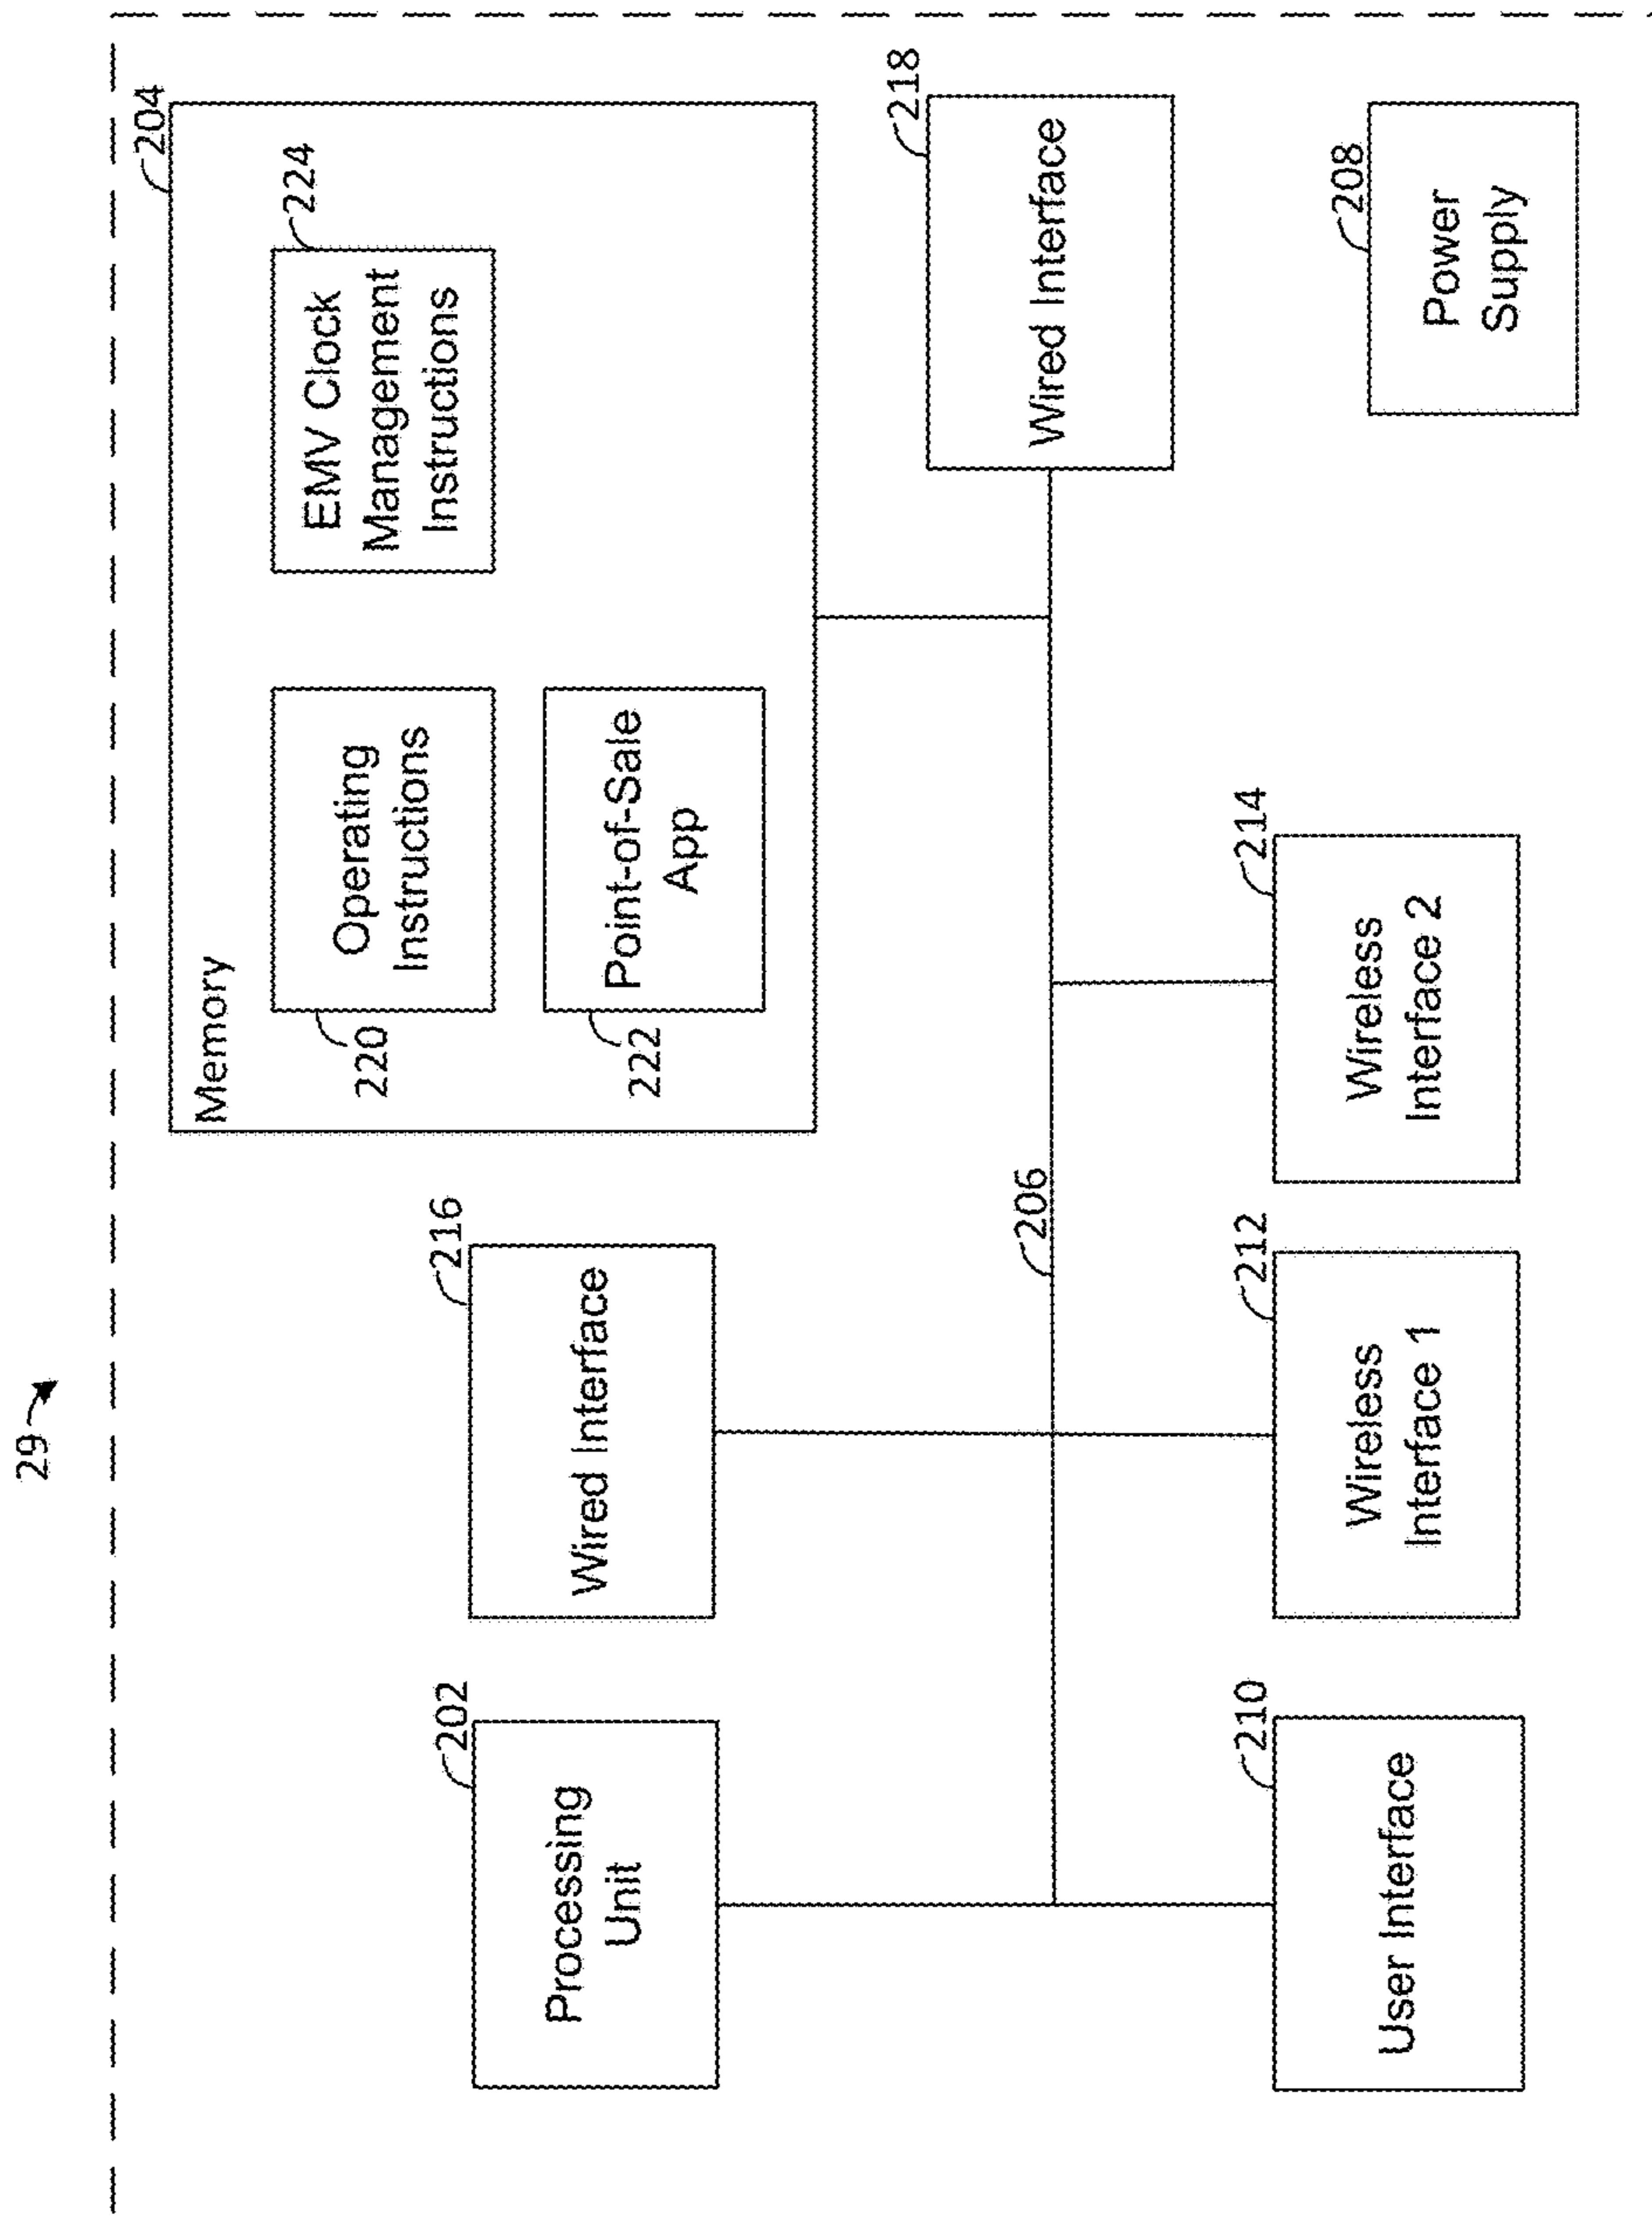 29
204
Memory
220
Operating
Instructions
224
EMV Clock
Management
Instructions
222
Point-of-Sale
App
202
Processing
Unit
216
Wired Interface
206
218
Wired Interface
210
User Interface
212
Wireless
Interface 1
214
Wireless
Interface 2
208
Power
Supply